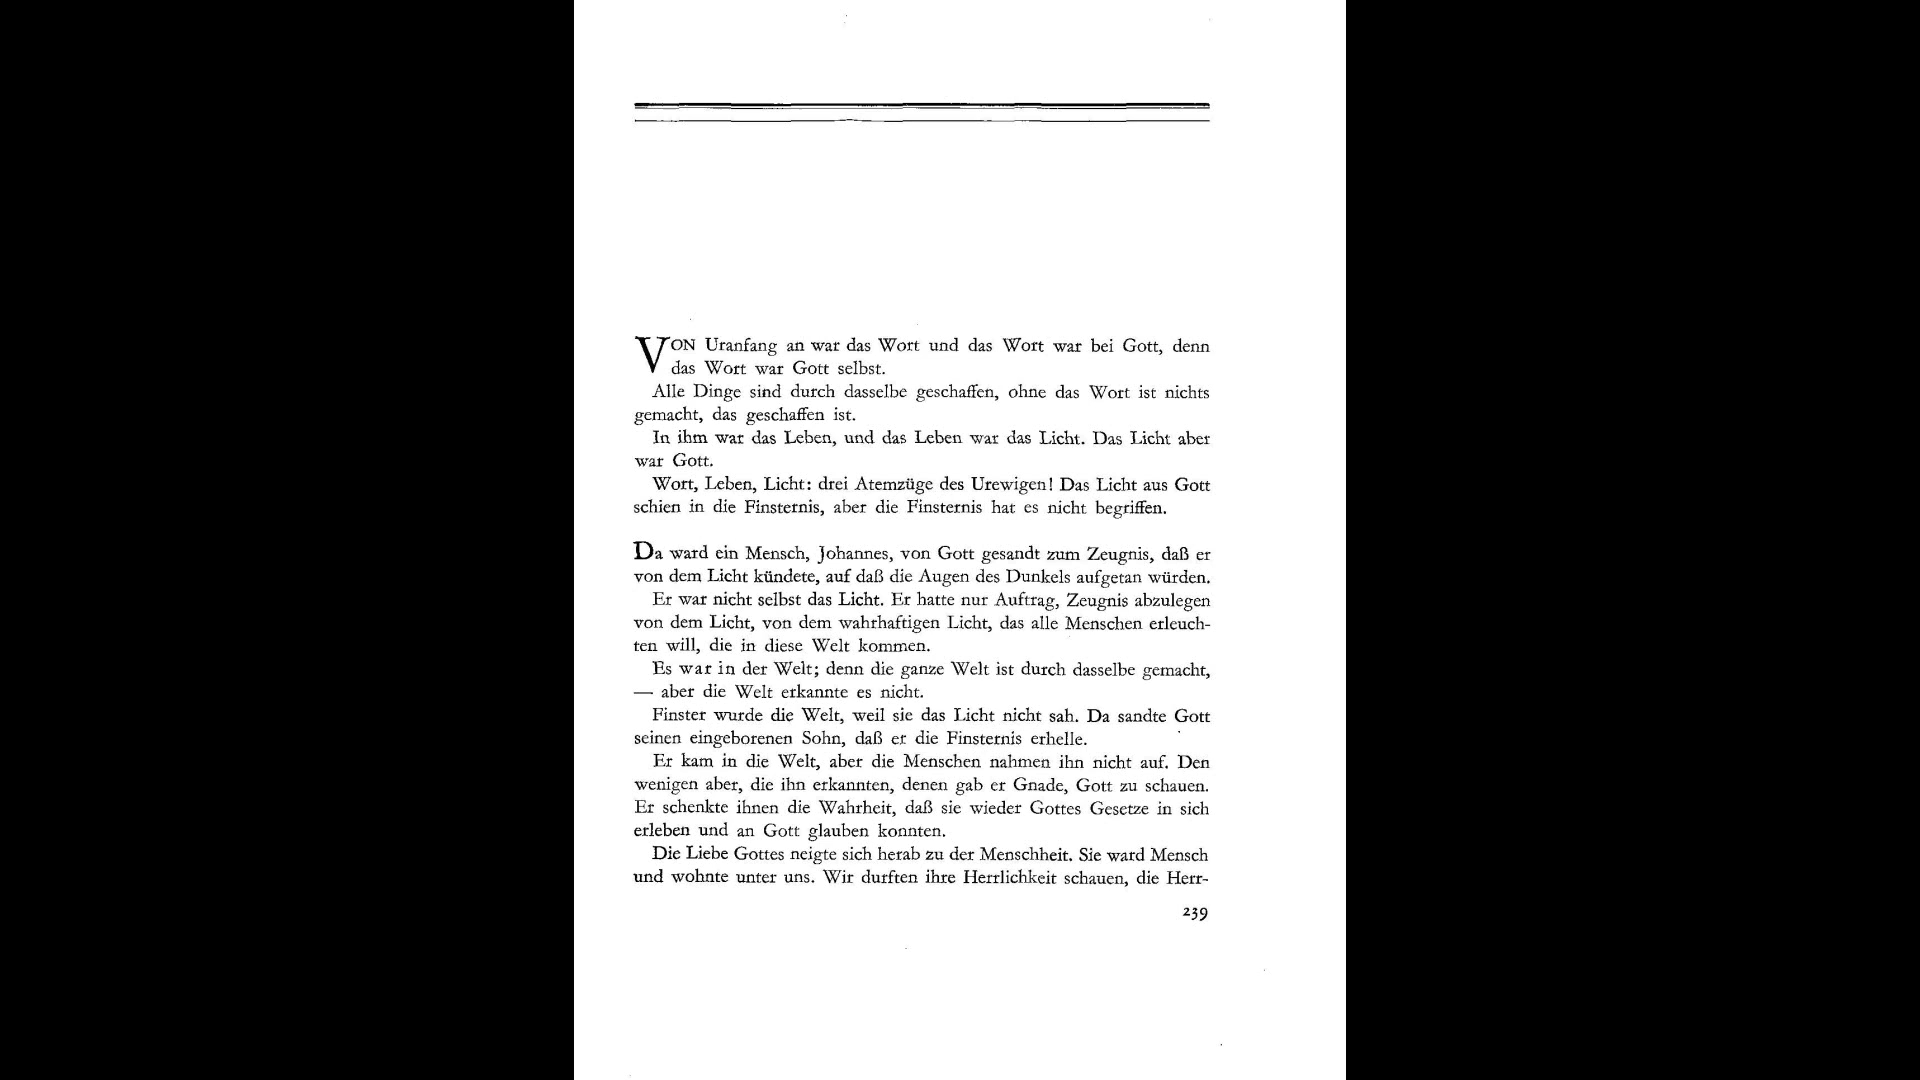 VON Uranfang an war das Wort und das Wort war bei Gott, denn
das Wort war Gott selbst.
Alle Dinge sind durch dasselbe geschaffen, ohne das Wort ist nichts
gemacht, das geschaffen ist.
In ihm war das Leben, und das Leben war das Licht. Das Licht aber
war Gott.
Wort, Leben, Licht: drei Atemzüge des Urewigen! Das Licht aus Gott
schien in die Finsternis, aber die Finsternis hat es nicht begriffen.
Da ward ein Mensch, Johannes, von Gott gesandt zum Zeugnis, daß er
von dem Licht kündete, auf daß die Augen des Dunkels aufgetan würden.
Er war nicht selbst das Licht. Er hatte nur Auftrag, Zeugnis abzulegen
von dem Licht, von dem wahrhaftigen Licht, das alle Menschen erleuch-
ten will, die in diese Welt kommen.
Es war in der Welt; denn die ganze Welt ist durch dasselbe gemacht,
— aber die Welt erkannte es nicht.
Finster wurde die Welt, weil sie das Licht nicht sah. Da sandte Gott
seinen eingeborenen Sohn, daß er die Finsternis erhelle.
Er kam in die Welt, aber die Menschen nahmen ihn nicht auf. Den
wenigen aber, die ihn erkannten, denen gab er Gnade, Gott zu schauen.
Er schenkte ihnen die Wahrheit, daß sie wieder Gottes Gesetze in sich
erleben und an Gott glauben konnten.
Die Liebe Gottes neigte sich herab zu der Menschheit. Sie ward Mensch
und wohnte unter uns. Wir durften ihre Herrlichkeit schauen, die Herr-
239